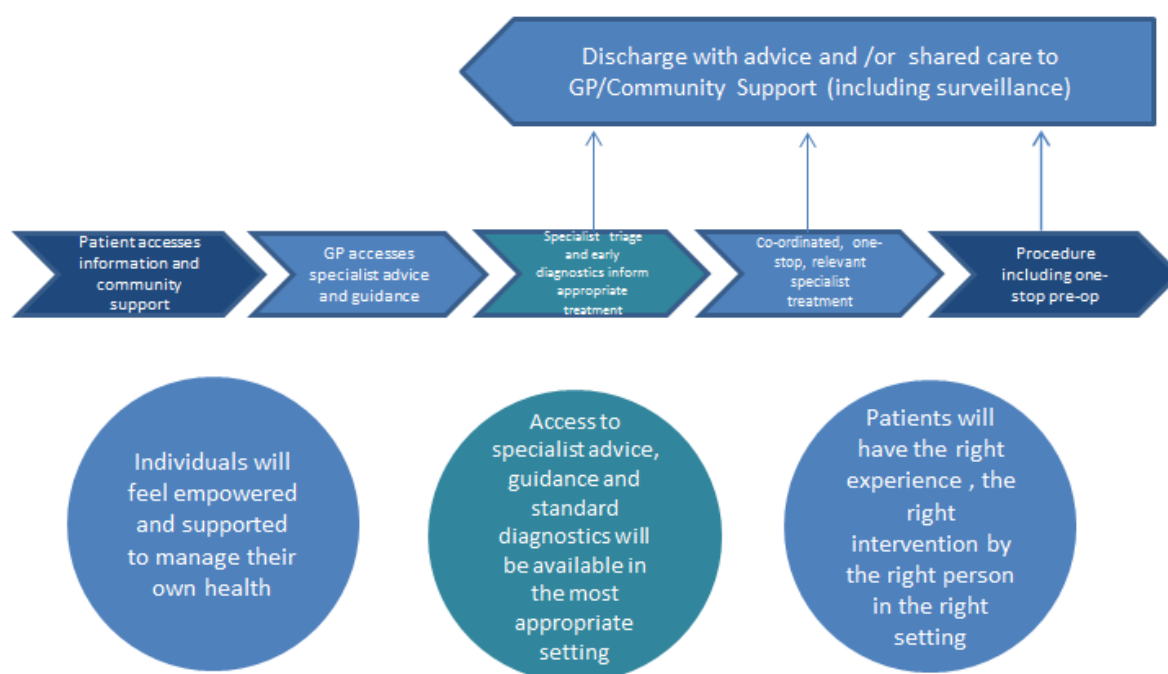 Discharge with advice and /or shared care to
GP/Community Support (including surveillance)
Patient accesses
information and
community
support
GP accesses
specialist advice
and guidance
Specialist triage
and early
diagnostics inform
appropriate
treatment
Co-ordinated, one-
stop, relevant
specialist
treatment
Procedure
including one-
stop pre-op
Individuals will
feel empowered
and supported
to manage their
own health
Access to
specialist advice,
guidance and
standard
diagnostics will
be available in
the most
appropriate
setting
Patients will
have the right
experience , the
right
intervention by
the right person
in the right
setting